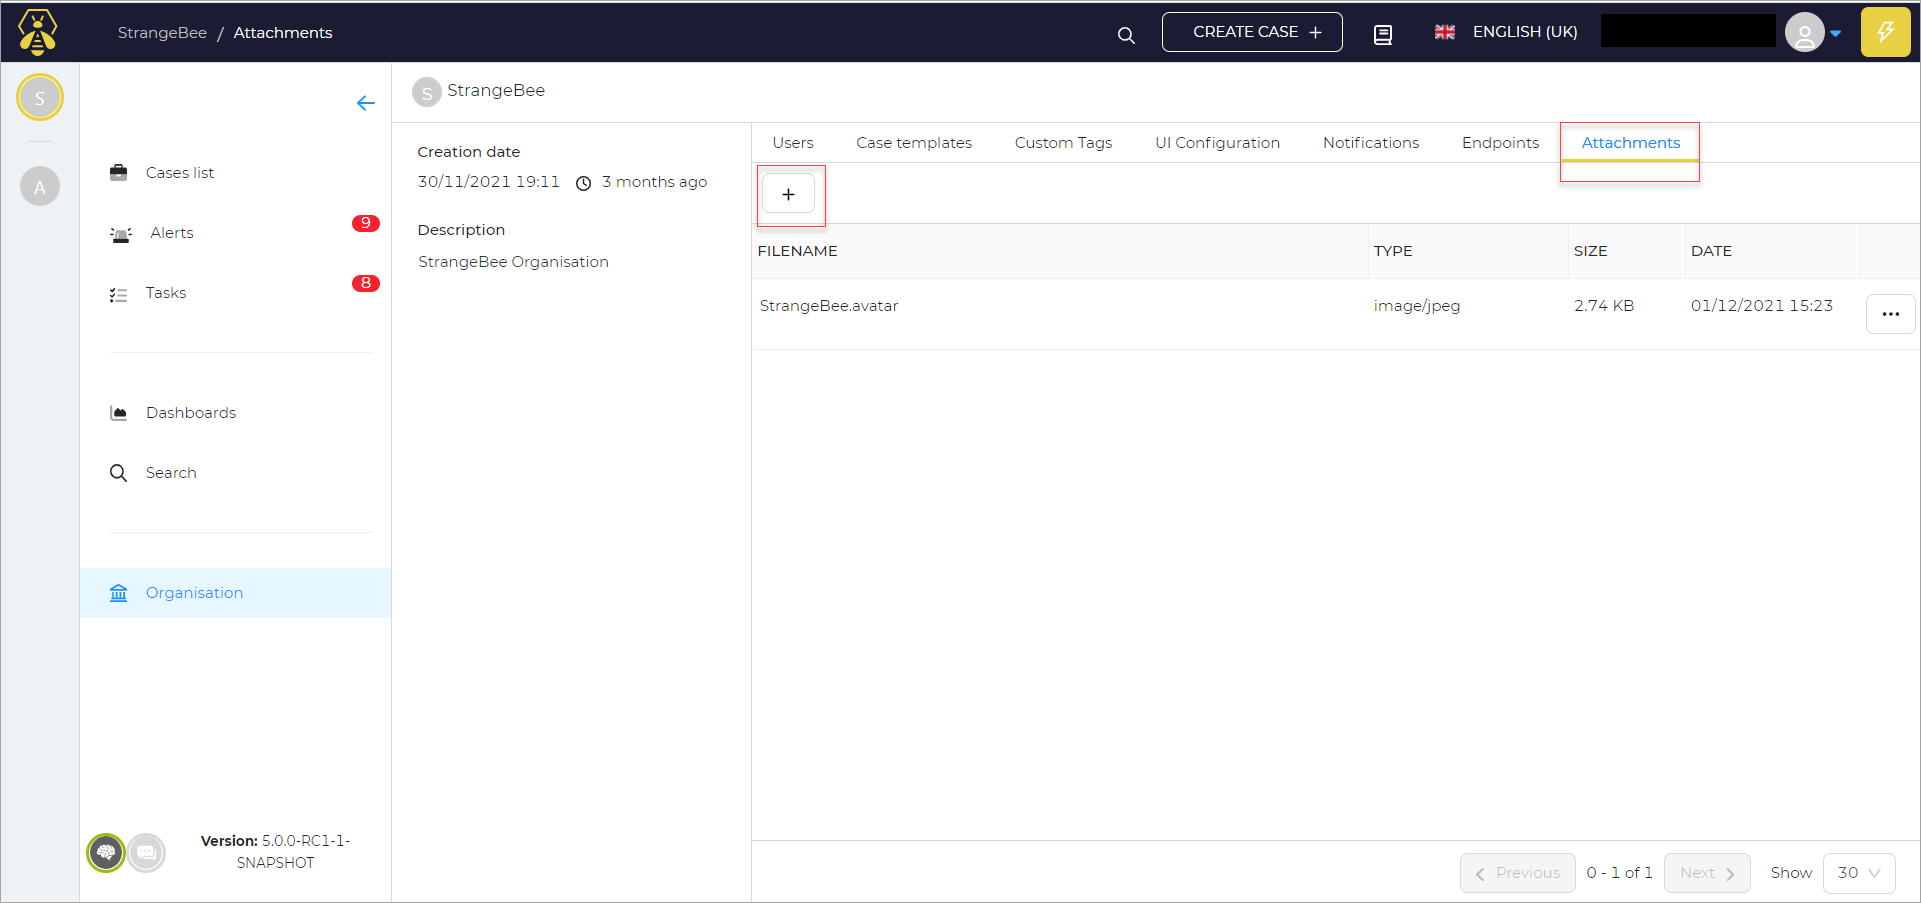 StrangeBee / Attachments
CREATE CASE +
ENGLISH (UK)
S
A
Cases list
Alerts
9
Tasks
8
Dashboards
Search
Organisation
Version: 5.0.0-RC1-1-
SNAPSHOT
S StrangeBee
Creation date
30/11/2021 19:11 3 months ago
Description
StrangeBee Organisation
Users Case templates Custom Tags UI Configuration Notifications Endpoints Attachments
+
FILENAME TYPE SIZE DATE
StrangeBee.avatar image/jpeg 2.74 KB 01/12/2021 15:23
Previous 0 - 1 of 1 Next Show 30